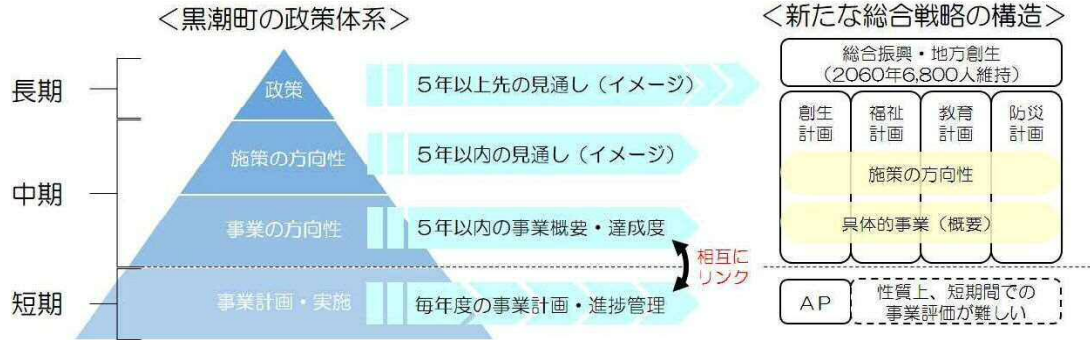 ＜黒潮町の政策体系＞
＜新たな総合戦略の構造＞
長期
政策
５年以上先の見通し（イメージ）
中期
施策の方向性
５年以内の見通し（イメージ）
事業の方向性
５年以内の事業概要・達成度
相互に
リンク
短期
事業計画・実施
毎年度の事業計画・進捗管理
総合振興・地方創生
（2060年6,800人維持）
創生
計画
福祉
計画
教育
計画
防災
計画
施策の方向性
具体的事業（概要）
ＡＰ
性質上、短期間での
事業評価が難しい